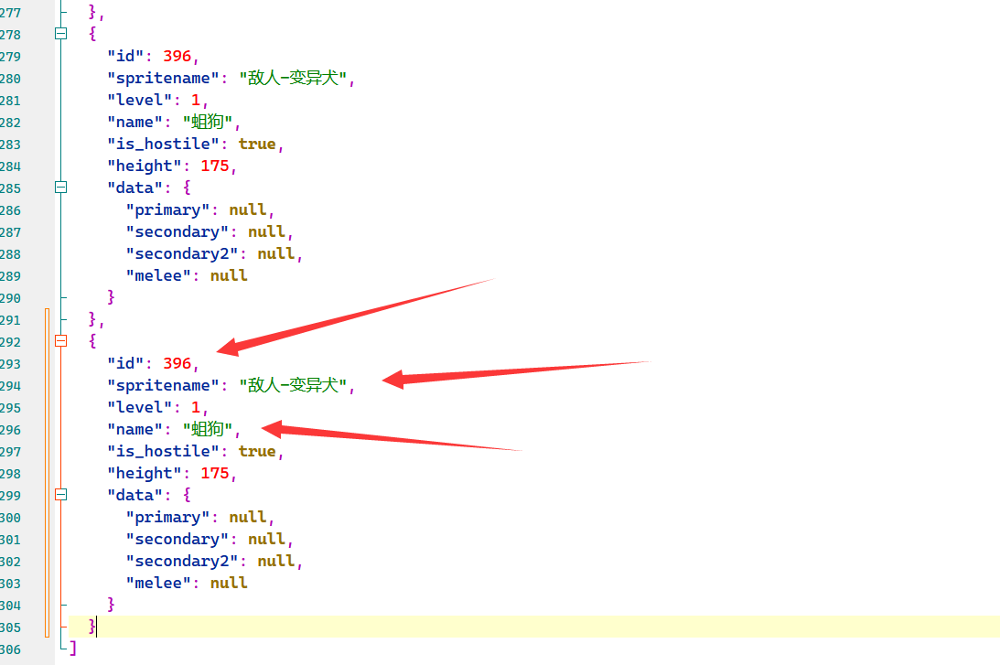 277 },
278 {
279 "id": 396,
280 "spritename": "敌人-变异犬",
281 "level": 1,
282 "name": "蛆狗",
283 "is_hostile": true,
284 "height": 175,
285 "data": {
286 "primary": null,
287 "secondary": null,
288 "secondary2": null,
289 "melee": null
290 }
291 },
292 {
293 "id": 396,
294 "spritename": "敌人-变异犬",
295 "level": 1,
296 "name": "蛆狗",
297 "is_hostile": true,
298 "height": 175,
299 "data": {
300 "primary": null,
301 "secondary": null,
302 "secondary2": null,
303 "melee": null
304 }
305 }
306 ]